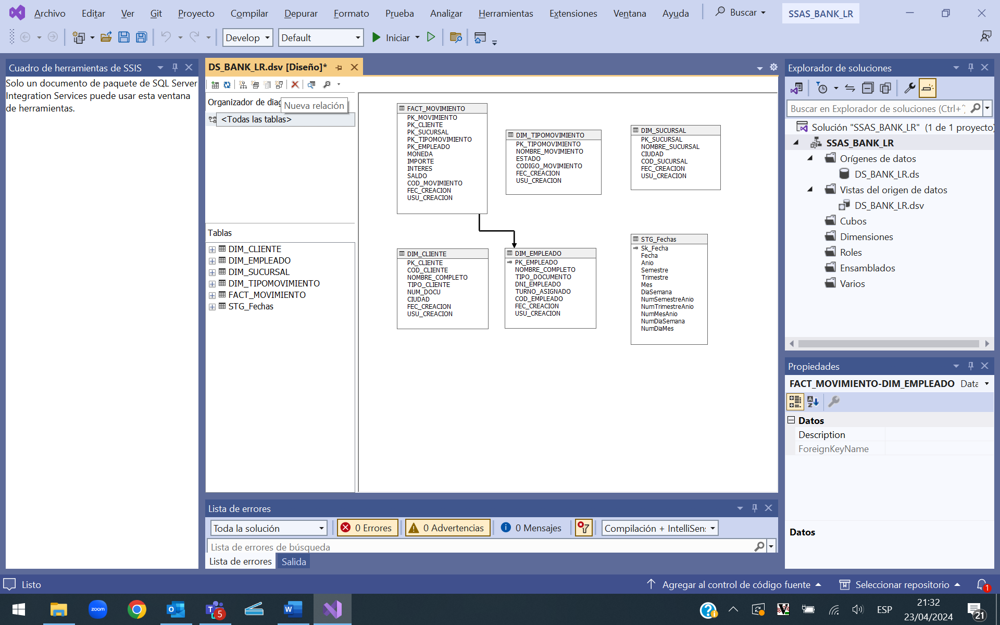 Archivo Editar Ver Git Proyecto Compilar Depurar Formato Prueba Analizar Herramientas Extensiones Ventana Ayuda Buscar SSAS_BANK_LR
Develop Default Iniciar
Cuadro de herramientas de SSIS
Solo un documento de paquete de SQL Server
Integration Services puede usar esta ventana
de herramientas.
DS_BANK_LR.dsv [Diseño]*
Organizador de diag
Nueva relación
<Todas las tablas>
Tablas
DIM_CLIENTE
DIM_EMPLEADO
DIM_SUCURSAL
DIM_TIPOMOVIMIENTO
FACT_MOVIMIENTO
STG_Fechas
FACT_MOVIMIENTO
PK_MOVIMIENTO
PK_CLIENTE
PK_SUCURSAL
PK_TIPOMOVIMIENTO
PK_EMPLEADO
MONEDA
IMPORTE
INTERES
SALDO
COD_MOVIMIENTO
FEC_CREACION
USU_CREACION
DIM_TIPOMOVIMIENTO
PK_TIPOMOVIMIENTO
NOMBRE_MOVIMIENTO
ESTADO
CODIGO_MOVIMIENTO
FEC_CREACION
USU_CREACION
DIM_SUCURSAL
PK_SUCURSAL
NOMBRE_SUCURSAL
CIUDAD
COD_SUCURSAL
FEC_CREACION
USU_CREACION
DIM_CLIENTE
PK_CLIENTE
COD_CLIENTE
NOMBRE_COMPLETO
TIPO_CLIENTE
NUM_DOCU
CIUDAD
FEC_CREACION
USU_CREACION
DIM_EMPLEADO
PK_EMPLEADO
NOMBRE_COMPLETO
TIPO_DOCUMENTO
DNI_EMPLEADO
TURNO_ASIGNADO
COD_EMPLEADO
FEC_CREACION
USU_CREACION
STG_Fechas
Sk_Fecha
Fecha
Anio
Semestre
Trimestre
Mes
DiaSemana
NumSemestreAnio
NumTrimestreAnio
NumMesAnio
NumDiaSemana
NumDiaMes
Explorador de soluciones
Buscar en Explorador de soluciones (Ctrl+
Solución "SSAS_BANK_LR" (1 de 1 proyecto)
SSAS_BANK_LR
Orígenes de datos
DS_BANK_LR.ds
Vistas del origen de datos
DS_BANK_LR.dsv
Cubos
Dimensiones
Roles
Ensamblados
Varios
Propiedades
FACT_MOVIMIENTO-DIM_EMPLEADO Data
Datos
Description
ForeignKeyName
Datos
Lista de errores
Toda la solución 0 Errores 0 Advertencias 0 Mensajes Compilación + IntelliSen
Lista de errores de búsqueda
Lista de errores Salida
Listo Agregar al control de código fuente Seleccionar repositorio 1
zoom 5 W ESP 21:32
23/04/2024 21